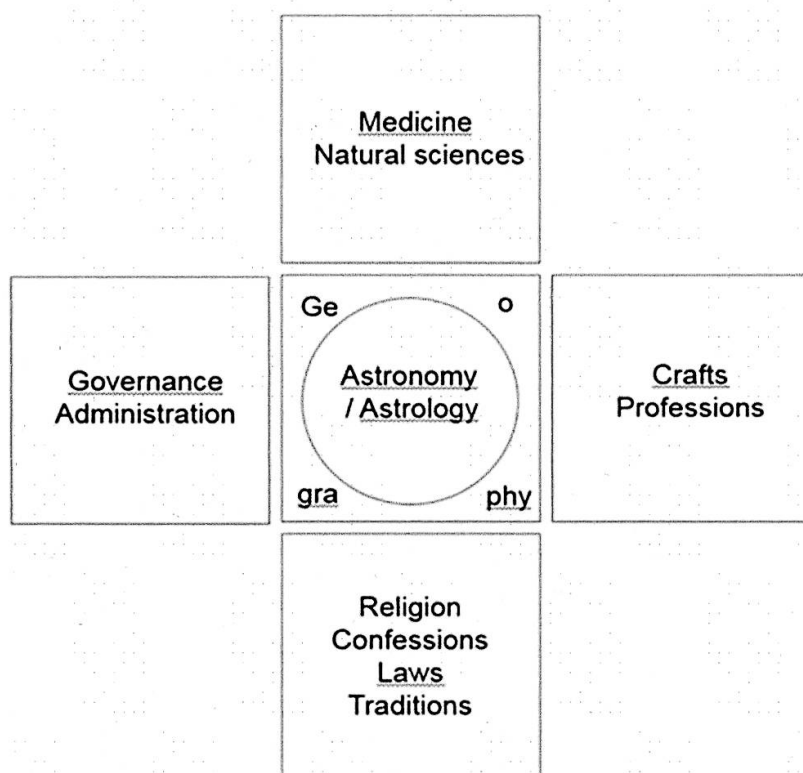 Medicine
Natural sciences
Governance
Administration
Ge
o
Astronomy
/ Astrology
gra
phy
Crafts
Professions
Religion
Confessions
Laws
Traditions